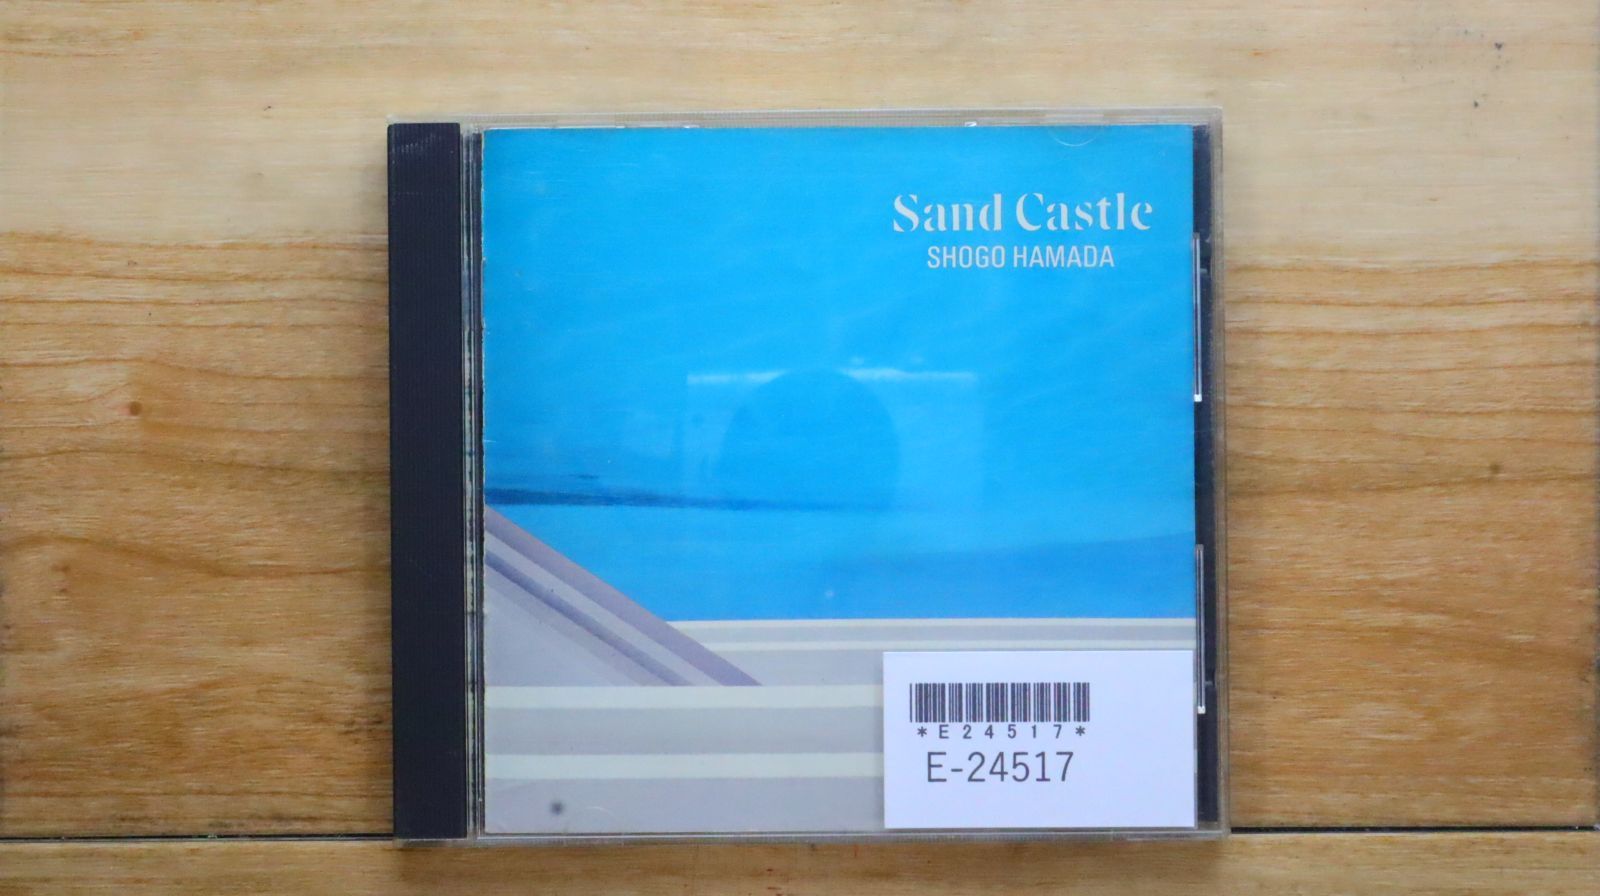 Sand Castle
SHOGO HAMADA
*E24517*
E-24517